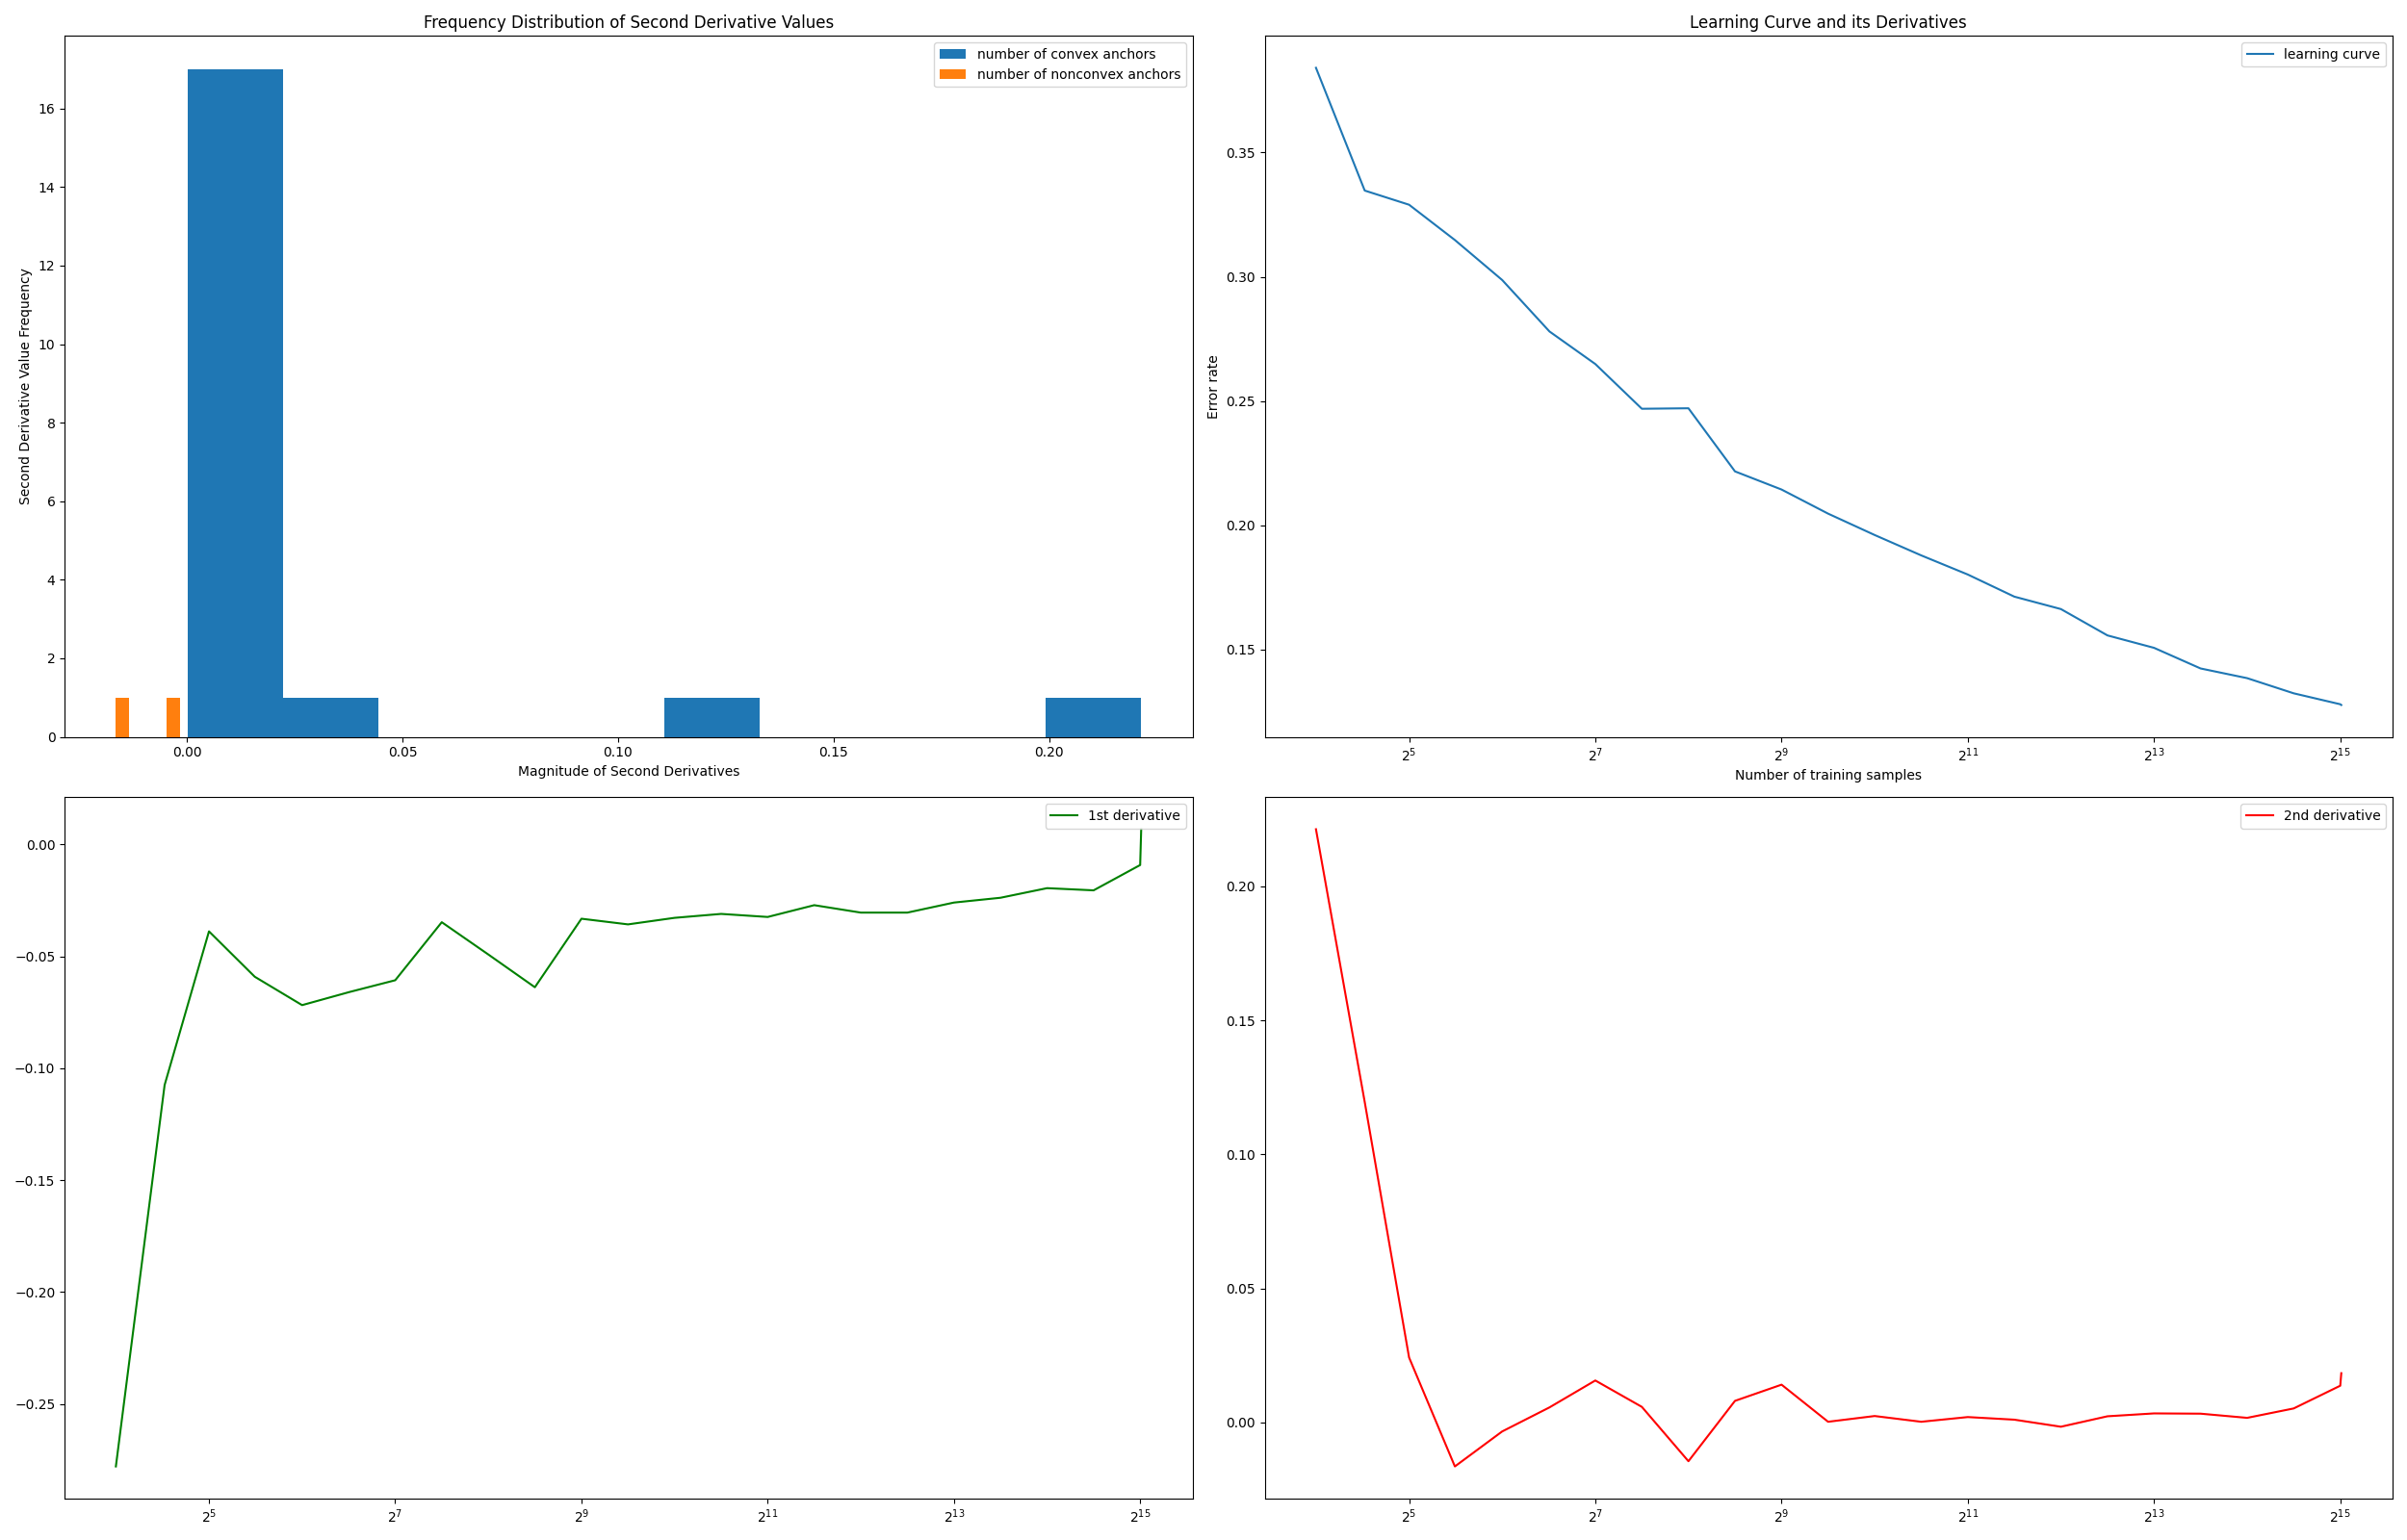 Frequency Distribution of Second Derivative Values
number of convex anchors
number of nonconvex anchors
Second Derivative Value Frequency
16
14
12
10
8
6
4
2
0
0.00 0.05 0.10 0.15 0.20
Magnitude of Second Derivatives
Learning Curve and its Derivatives
learning curve
Error rate
0.35
0.30
0.25
0.20
0.15
2^5 2^7 2^9 2^11 2^13 2^15
Number of training samples
1st derivative
0.00
−0.05
−0.10
−0.15
−0.20
−0.25
2^5 2^7 2^9 2^11 2^13 2^15
2nd derivative
0.20
0.15
0.10
0.05
0.00
2^5 2^7 2^9 2^11 2^13 2^15